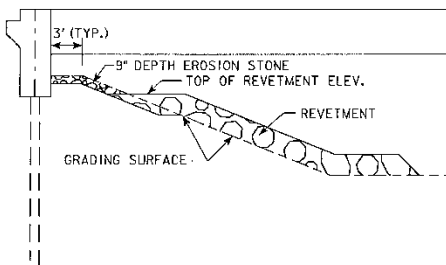 3' (TYP.)
9" DEPTH EROSION STONE
TOP OF REVETMENT ELEV.
REVETMENT
GRADING SURFACE